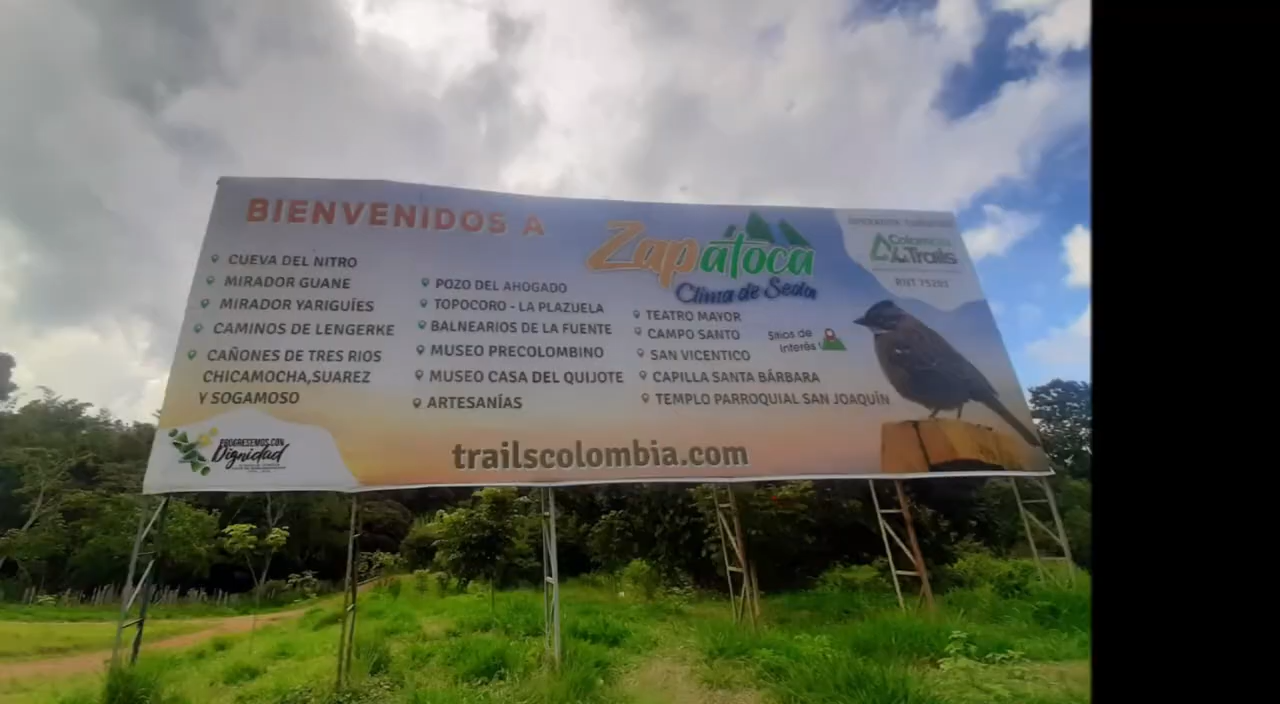 BIENVENIDOS A
Zapatoca
Clima de Seda
CUEVA DEL NITRO
MIRADOR GUANE
MIRADOR YARIGUÍES
CAMINOS DE LENGERKE
CAÑONES DE TRES RIOS
CHICAMOCHA,SUAREZ
Y SOGAMOSO
POZO DEL AHOGADO
TOPOCORO - LA PLAZUELA
BALNEARIOS DE LA FUENTE
MUSEO PRECOLOMBINO
MUSEO CASA DEL QUIJOTE
ARTESANÍAS
TEATRO MAYOR
CAMPO SANTO
SAN VICENTICO
CAPILLA SANTA BÁRBARA
TEMPLO PARROQUIAL SAN JOAQUÍN
Sitios de
Interés
OPERADOR TURISTICO
Colombia
Trails
RNT 75203
PROGRESEMOS CON
Dignidad
trailscolombia.com